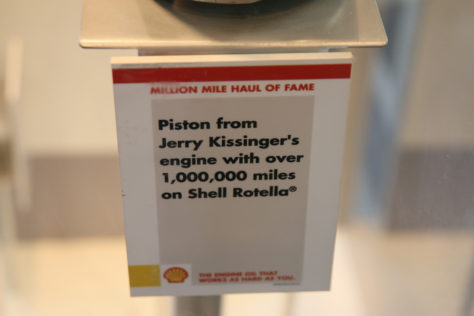 MILLION MILE HAUL OF FAME
Piston from
Jerry Kissinger's
engine with over
1,000,000 miles
on Shell Rotella®
THE ENGINE OIL THAT
WORKS AS HARD AS YOU.